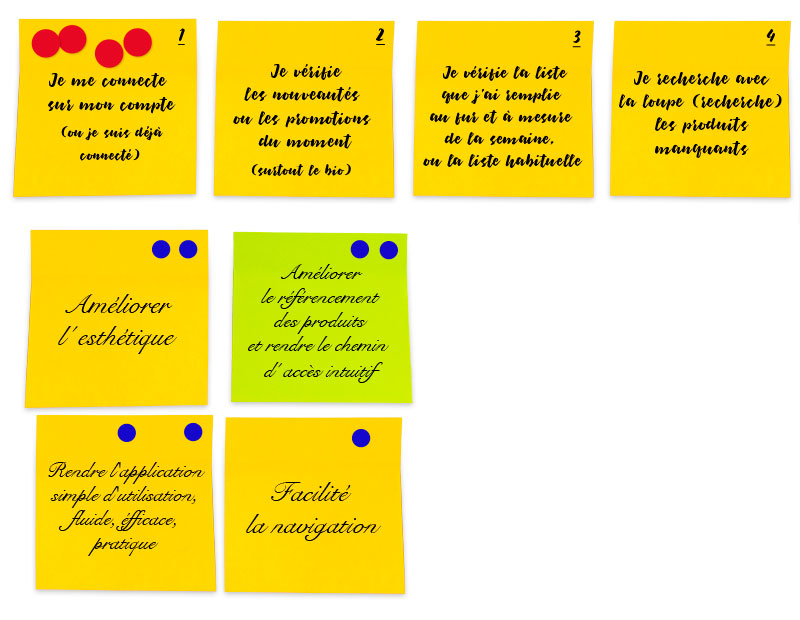 1
Je me connecte
sur mon compte
(ou je suis déjà
connecté)
2
Je vérifie
les nouveautés
ou les promotions
du moment
(surtout le bio)
3
Je vérifie la liste
que j'ai remplie
au fur et à mesure
de la semaine.
ou la liste habituelle
4
Je recherche avec
la loupe (recherche)
les produits
manquants
Améliorer
l'esthétique
Améliorer
le référencement
des produits
et rendre le chemin
d'accès intuitif
Rendre l'application
simple d'utilisation,
fluide, éfficace,
pratique
Facilité
la navigation